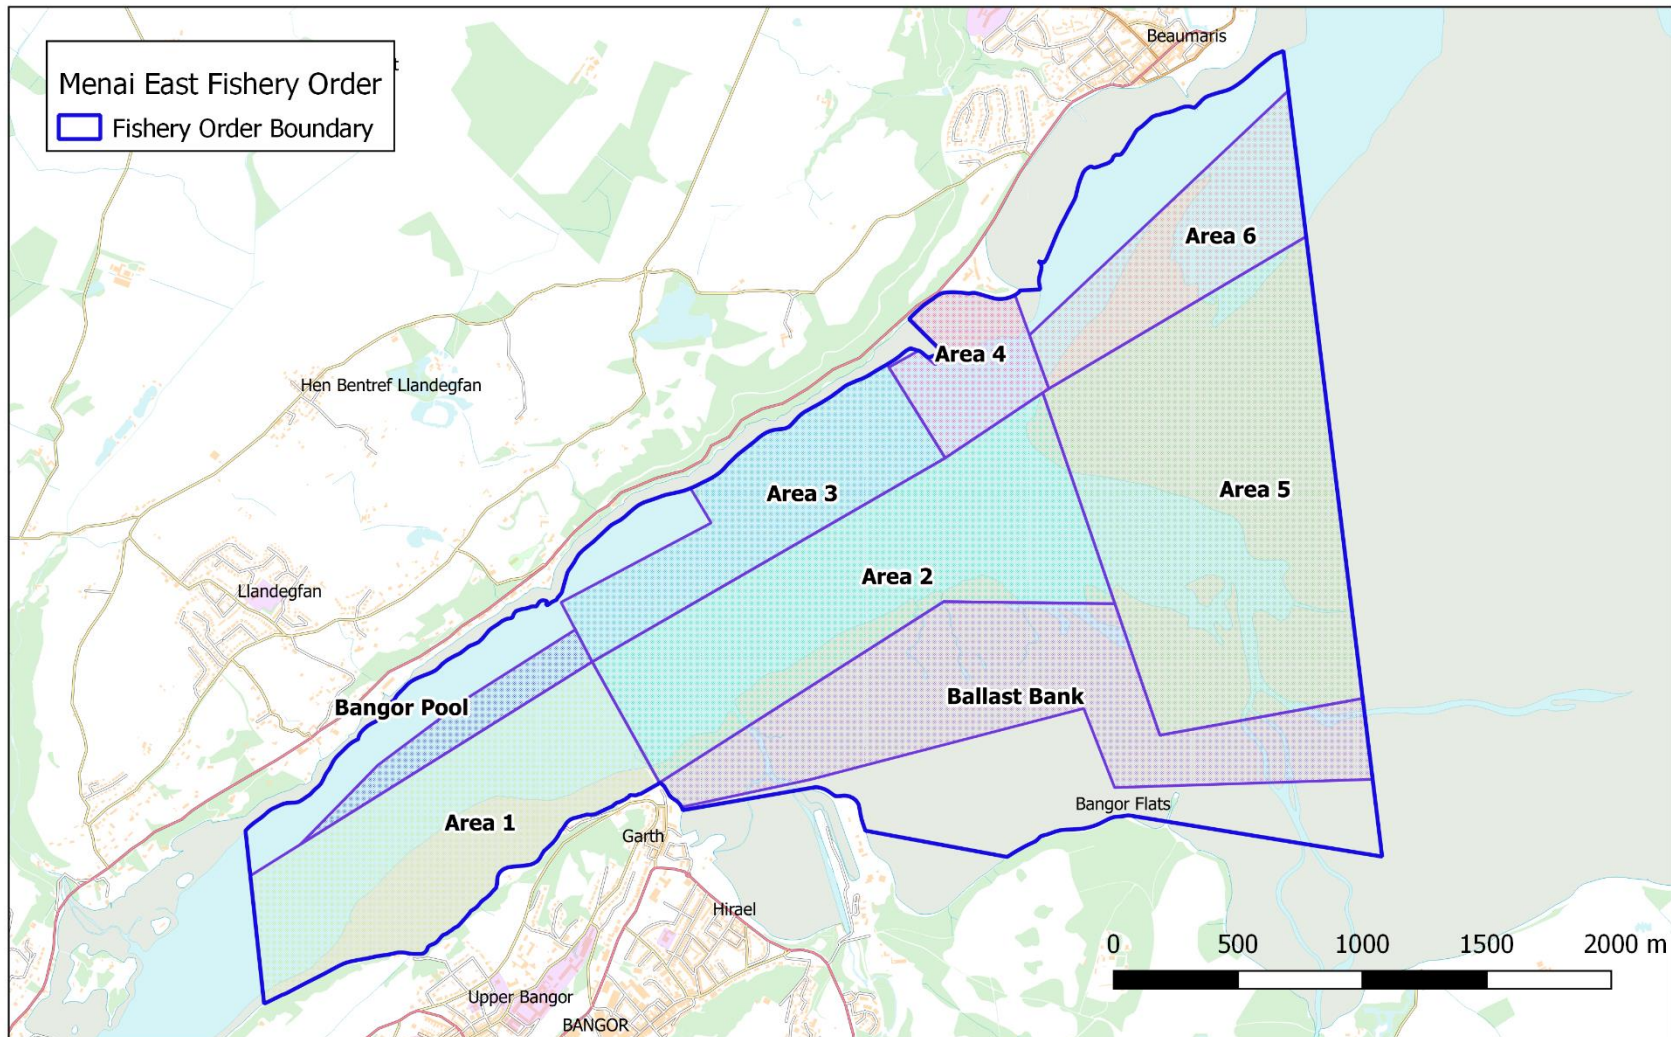 Menai East Fishery Order
Fishery Order Boundary
t
Beaumaris
Area 6
Area 4
Hen Bentref Llandegfan
Area 3
Area 5
Area 2
Llandegfan
Bangor Pool
Ballast Bank
Area 1
Bangor Flats
Garth
Hirael
Upper Bangor
BANGOR
0 500 1000 1500 2000 m